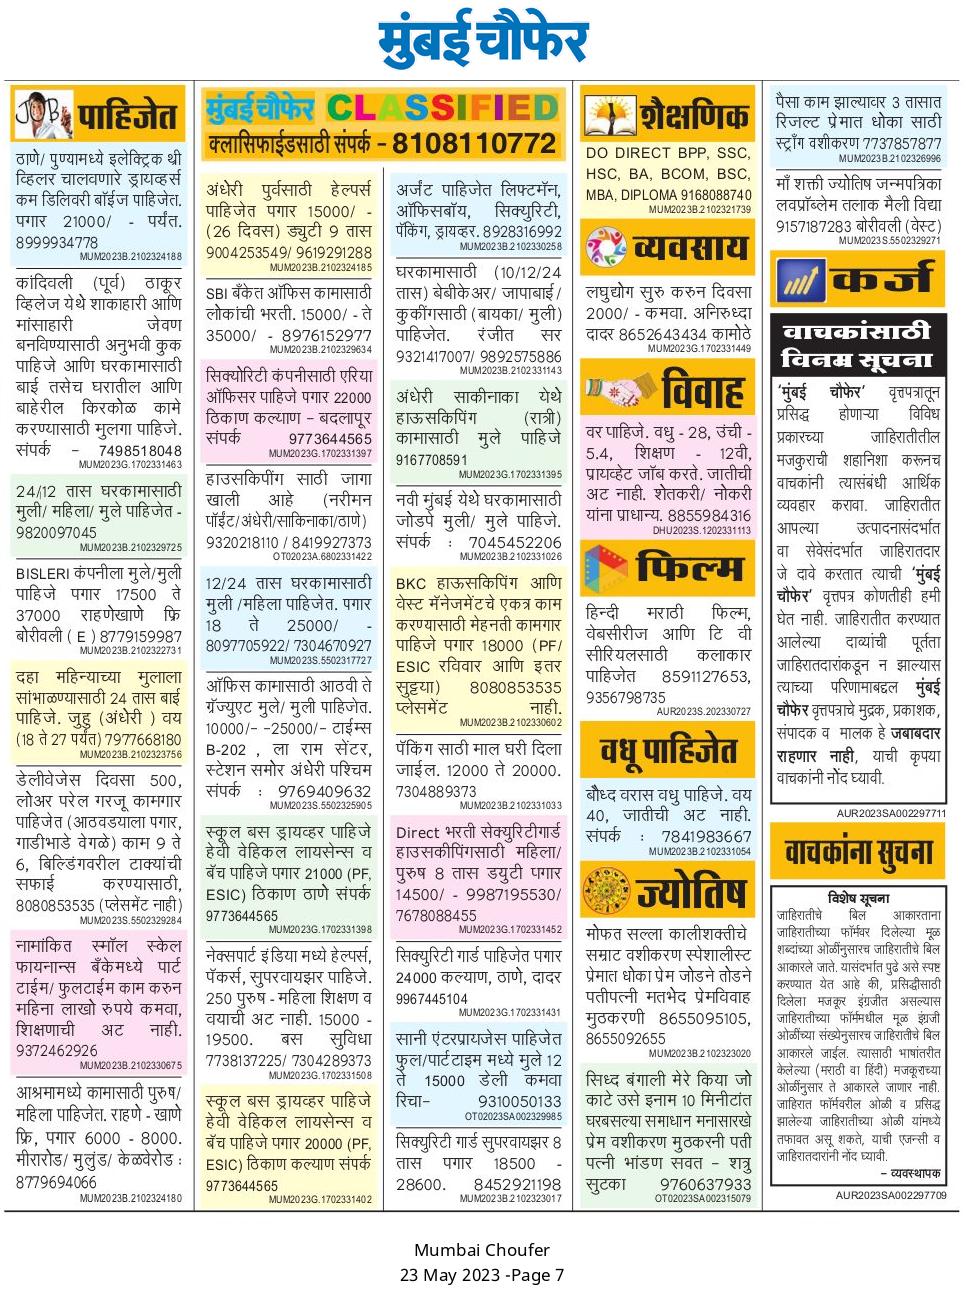 मुंबई चौफेर
JOB पाहिजेत
ठाणे/ पुण्यामध्ये इलेक्ट्रिक थ्री
व्हिलर चालवणारे ड्रायव्हर्स
कम डिलिवरी बॉईज पाहिजेत.
पगार 21000/ - पर्यंत.
8999934778
MUM2023B.2102324188
कांदिवली (पूर्व) ठाकूर
व्हिलेज येथे शाकाहारी आणि
मांसाहारी जेवण
बनविण्यासाठी अनुभवी कुक
पाहिजे आणि घरकामासाठी
बाई तसेच घरातील आणि
बाहेरील किरकोळ कामे
करण्यासाठी मुलगा पाहिजे.
संपर्क – 7498518048
MUM2023G.1702331463
24/12 तास घरकामासाठी
मुली/ महिला/ मुले पाहिजेत -
9820097045
MUM2023B.2102329725
BISLERI कंपनीला मुले/मुली
पाहिजे पगार 17500 ते
37000 राहणेखाणे फ्रि
बोरीवली ( E ) 8779159987
MUM2023B.2102322731
दहा महिन्याच्या मुलाला
सांभाळण्यासाठी 24 तास बाई
पाहिजे. जुहु (अंधेरी ) वय
(18 ते 27 पर्यंत) 7977668180
MUM2023B.2102323756
डेलीवेजेस दिवसा 500,
लोअर परेल गरजू कामगार
पाहिजेत (आठवडयाला पगार,
गाडीभाडे वेगळे) काम 9 ते
6, बिल्डिंगवरील टाक्यांची
सफाई करण्यासाठी,
8080853535 (प्लेसमेंट नाही)
MUM2023S.5502329284
नामांकित स्मॉल स्केल
फायनान्स बँकेमध्ये पार्ट
टाईम/ फुलटाईम काम करुन
महिना लाखो रुपये कमवा,
शिक्षणाची अट नाही.
9372462926
MUM2023B.2102330675
आश्रमामध्ये कामासाठी पुरुष/
महिला पाहिजेत. राहणे - खाणे
फ्रि, पगार 6000 - 8000.
मीरारोड/ मुलुंड/ केळवेरोड :
8779694066
MUM2023B.2102324180
मुंबई चौफेर CLASSIFIED
क्लासिफाईडसाठी संपर्क - 8108110772
अंधेरी पुर्वसाठी हेल्पर्स
पाहिजेत पगार 15000/ -
(26 दिवस) ड्युटी 9 तास
9004253549/ 9619291288
MUM2023B.2102324185
SBI बँकेत ऑफिस कामासाठी
लोकांची भरती. 15000/ - ते
35000/ - 8976152977
MUM2023B.2102329634
सिक्योरिटी कंपनीसाठी एरिया
ऑफिसर पाहिजे पगार 22000
ठिकाण कल्याण – बदलापूर
संपर्क 9773644565
MUM2023G.1702331397
हाउसकिपींग साठी जागा
खाली आहे (नरीमन
पॉईंट/अंधेरी/साकिनाका/ठाणे)
9320218110 / 8419927373
OT02023A.6802331422
12/24 तास घरकामासाठी
मुली /महिला पाहिजेत. पगार
18 ते 25000/ -
8097705922/ 7304670927
MUM2023S.5502317727
ऑफिस कामासाठी आठवी ते
ग्रॅज्युएट मुले/ मुली पाहिजेत.
10000/– –25000/– टाईम्स
B-202 , ला राम सेंटर,
स्टेशन समोर अंधेरी पश्चिम
संपर्क : 9769409632
MUM2023S.5502325905
स्कूल बस ड्रायव्हर पाहिजे
हेवी वेहिकल लायसेन्स व
बॅच पाहिजे पगार 21000 (PF,
ESIC) ठिकाण ठाणे संपर्क
9773644565
MUM2023G.1702331398
नेक्सपार्ट इंडिया मध्ये हेल्पर्स,
पॅकर्स, सुपरवायझर पाहिजे.
250 पुरुष - महिला शिक्षण व
वयाची अट नाही. 15000 -
19500. बस सुविधा
7738137225/ 7304289373
MUM2023G.1702331508
स्कूल बस ड्रायव्हर पाहिजे
हेवी वेहिकल लायसेन्स व
बॅच पाहिजे पगार 20000 (PF,
ESIC) ठिकाण कल्याण संपर्क
9773644565
MUM2023G.1702331402
अर्जंट पाहिजेत लिफ्टमॅन,
ऑफिसबॉय, सिक्युरिटी,
पॅकिंग, ड्रायव्हर. 8928316992
MUM2023B.2102330258
घरकामासाठी (10/12/24
तास) बेबीकेअर/ जापाबाई/
कुकींगसाठी (बायका/ मुली)
पाहिजेत. रंजीत सर
9321417007/ 9892575886
MUM2023B.2102331143
अंधेरी साकीनाका येथे
हाऊसकिपिंग (रात्री)
कामासाठी मुले पाहिजे
9167708591
MUM2023G.1702331395
नवी मुंबई येथे घरकामासाठी
जोडपे मुली/ मुले पाहिजे.
संपर्क : 7045452206
MUM2023B.2102331026
BKC हाऊसकिपिंग आणि
वेस्ट मॅनेजमेंटचे एकत्र काम
करण्यासाठी मेहनती कामगार
पाहिजे पगार 18000 (PF/
ESIC रविवार आणि इतर
सुट्टया) 8080853535
प्लेसमेंट नाही.
MUM2023B.2102330602
पॅकिंग साठी माल घरी दिला
जाईल. 12000 ते 20000.
7304889373
MUM2023B.2102331033
Direct भरती सेक्युरिटीगार्ड
हाउसकीपिंगसाठी महिला/
पुरुष 8 तास डयुटी पगार
14500/ - 9987195530/
7678088455
MUM2023G.1702331452
सिक्युरिटी गार्ड पाहिजेत पगार
24000 कल्याण, ठाणे, दादर
9967445104
MUM2023G.1702331431
सानी एंटरप्रायजेस पाहिजेत
फुल/पार्टटाइम मध्ये मुले 12
ते 15000 डेली कमवा
रिचा– 9310050133
OT02023SA002329985
सिक्युरिटी गार्ड सुपरवायझर 8
तास पगार 18500 -
28600. 8452921198
MUM2023B.2102323017
शैक्षणिक
DO DIRECT BPP, SSC,
HSC, BA, BCOM, BSC,
MBA, DIPLOMA 9168088740
MUM2023B.2102321739
व्यवसाय
लघुद्योग सुरु करुन दिवसा
2000/ - कमवा. अनिरुध्दा
दादर 8652643434 कामोठे
MUM2023G.1702331449
विवाह
वर पाहिजे. वधु - 28, उंची -
5.4, शिक्षण - 12वी,
प्रायव्हेट जॉब करते. जातीची
अट नाही. शेतकरी/ नोकरी
यांना प्राधान्य. 8855984316
DHU2023S.1202331113
फिल्म
हिन्दी मराठी फिल्म,
वेबसीरीज आणि टि वी
सीरियलसाठी कलाकार
पाहिजेत 8591127653,
9356798735
AUR2023S.202330727
वधू पाहिजेत
बौध्द वरास वधु पाहिजे. वय
40, जातीची अट नाही.
संपर्क : 7841983667
MUM2023B.2102331054
ज्योतिष
मोफत सल्ला कालीशक्तीचे
सम्राट वशीकरण स्पेशालीस्ट
प्रेमात धोका प्रेम जोडने तोडने
पतीपत्नी मतभेद प्रेमविवाह
मुठकरणी 8655095105,
8655092655
MUM2023B.2102323020
सिध्द बंगाली मेरे किया जो
काटे उसे इनाम 10 मिनीटांत
घरबसल्या समाधान मनासारखे
प्रेम वशीकरण मुठकरनी पती
पत्नी भांडण सवत – शत्रु
सुटका 9760637933
OT02023SA002315079
पैसा काम झाल्यावर 3 तासात
रिजल्ट प्रेमात धोका साठी
स्ट्रॉंग वशीकरण 7737857877
MUM2023B.2102326996
माँ शक्ती ज्योतिष जन्मपत्रिका
लवप्रॉब्लेम तलाक मैली विद्या
9157187283 बोरीवली (वेस्ट)
MUM2023S.5502329271
कर्ज
वाचकांसाठी
विनम्र सूचना
‘मुंबई चौफेर’ वृत्तपत्रातून
प्रसिद्ध होणाऱ्या विविध
प्रकारच्या जाहिरातीतील
मजकुराची शहानिशा करूनच
वाचकांनी त्यासंबंधी आर्थिक
व्यवहार करावा. जाहिरातीत
आपल्या उत्पादनासंदर्भात
वा सेवेसंदर्भात जाहिरातदार
जे दावे करतात त्याची ‘मुंबई
चौफेर’ वृत्तपत्र कोणतीही हमी
घेत नाही. जाहिरातीत करण्यात
आलेल्या दाव्यांची पूर्तता
जाहिरातदारांकडून न झाल्यास
त्याच्या परिणामाबद्दल मुंबई
चौफेर वृत्तपत्राचे मुद्रक, प्रकाशक,
संपादक व मालक हे जबाबदार
राहणार नाही, याची कृपया
वाचकांनी नोंद घ्यावी.
AUR2023SA002297711
वाचकांना सुचना
विशेष सूचना
जाहिरातीचे बिल आकारताना
जाहिरातीच्या फॉर्मवर दिलेल्या मूळ
शब्दांच्या ओळींनुसारच जाहिरातीचे बिल
आकारले जाते. यासंदर्भात पुढे असे स्पष्ट
करण्यात येत आहे की, प्रसिद्धीसाठी
दिलेला मजकूर इंग्रजीत असल्यास
जाहिरातीच्या फॉर्ममधील मूळ इंग्रजी
ओळींच्या संख्येनुसारच जाहिरातीचे बिल
आकारले जाईल. त्यासाठी भाषांतरीत
केलेल्या (मराठी वा हिंदी) मजकूराच्या
ओळींनुसार ते आकारले जाणार नाही.
जाहिरात फॉर्मवरील ओळी व प्रसिद्ध
झालेल्या जाहिरातीच्या ओळी यांमध्ये
तफावत असू शकते, याची एजन्सी व
जाहिरातदारांनी नोंद घ्यावी.
– व्यवस्थापक
AUR2023SA002297709
Mumbai Choufer
23 May 2023 -Page 7